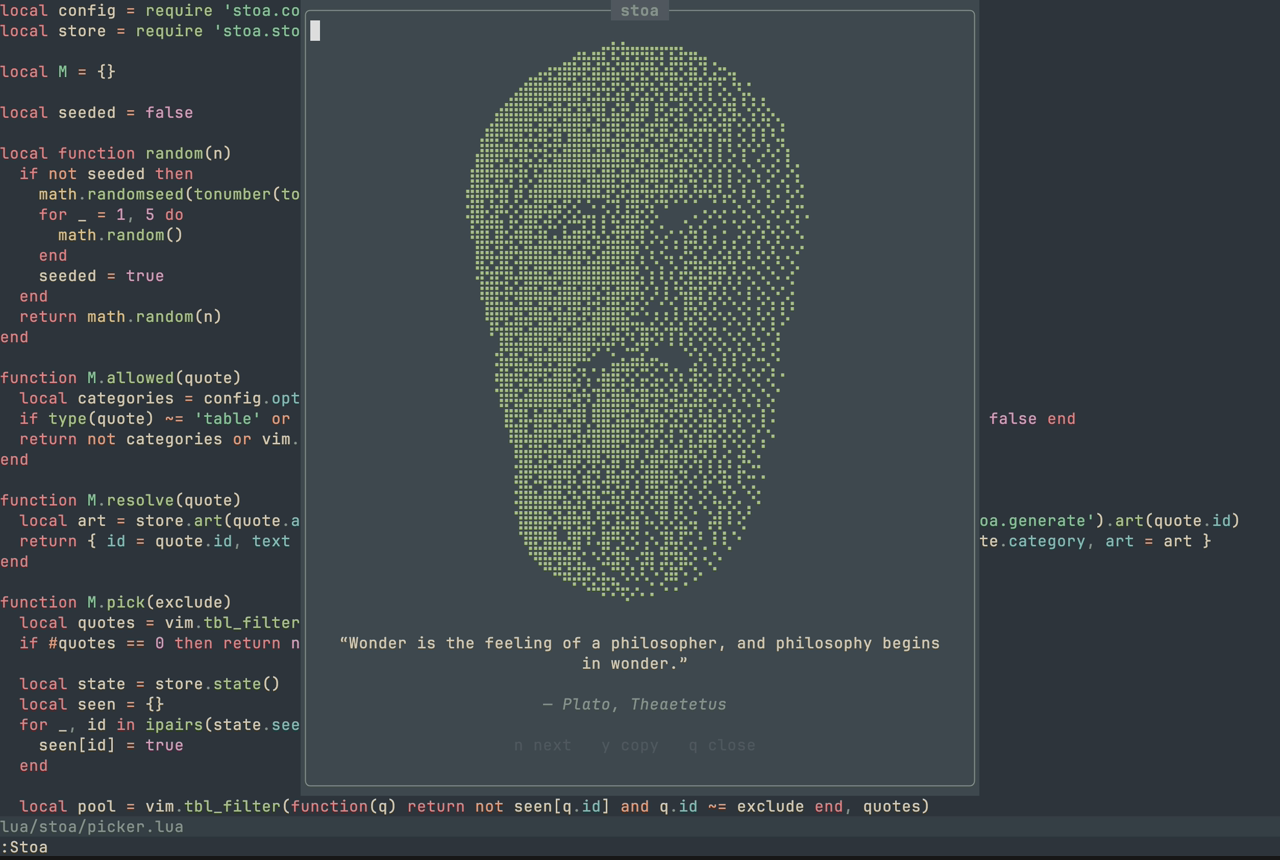 local config = require 'stoa.co
local store = require 'stoa.sto
local M = {}
local seeded = false
local function random(n)
if not seeded then
math.randomseed(tonumber(to
for _ = 1, 5 do
math.random()
end
seeded = true
end
return math.random(n)
end
function M.allowed(quote)
local categories = config.opt
if type(quote) ~= 'table' or
false end
return not categories or vim.
end
function M.resolve(quote)
local art = store.art(quote.a
oa.generate').art(quote.id)
return { id = quote.id, text
te.category, art = art }
end
function M.pick(exclude)
local quotes = vim.tbl_filter
if #quotes == 0 then return n
local state = store.state()
local seen = {}
for _, id in ipairs(state.see
seen[id] = true
end
local pool = vim.tbl_filter(function(q) return not seen[q.id] and q.id ~= exclude end, quotes)
stoa
“Wonder is the feeling of a philosopher, and philosophy begins
in wonder.”
— Plato, Theaetetus
n next y copy q close
lua/stoa/picker.lua
:Stoa